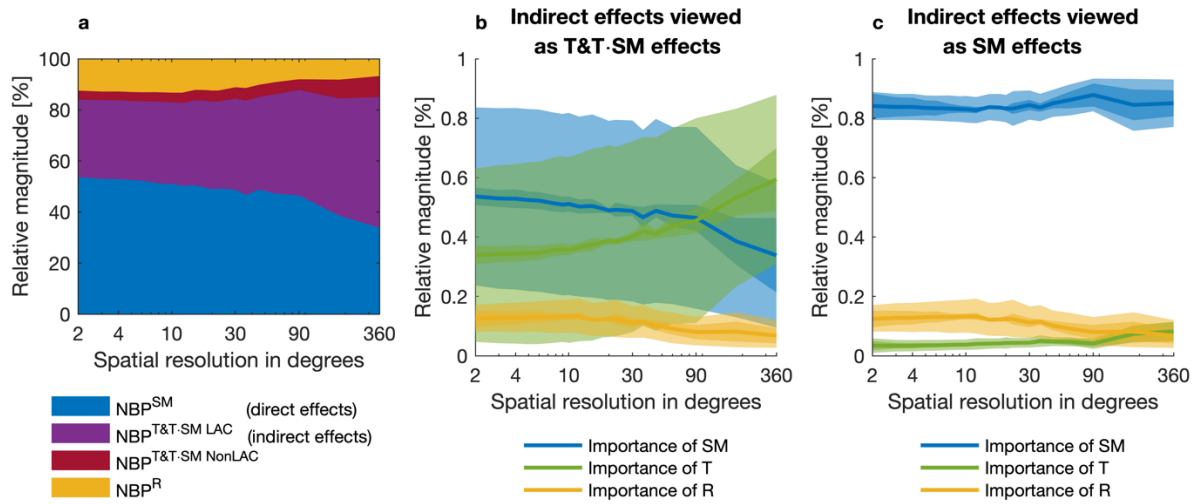 a
Relative magnitude [%]
100
80
60
40
20
0
2 4 10 30 90 360
Spatial resolution in degrees
NBP^SM (direct effects)
NBP^T&T·SM LAC (indirect effects)
NBP^T&T·SM NonLAC
NBP^R
b
Indirect effects viewed
as T&T·SM effects
Relative magnitude [%]
1
0.8
0.6
0.4
0.2
0
2 4 10 30 90 360
Spatial resolution in degrees
Importance of SM
Importance of T
Importance of R
c
Indirect effects viewed
as SM effects
Relative magnitude [%]
1
0.8
0.6
0.4
0.2
0
2 4 10 30 90 360
Spatial resolution in degrees
Importance of SM
Importance of T
Importance of R